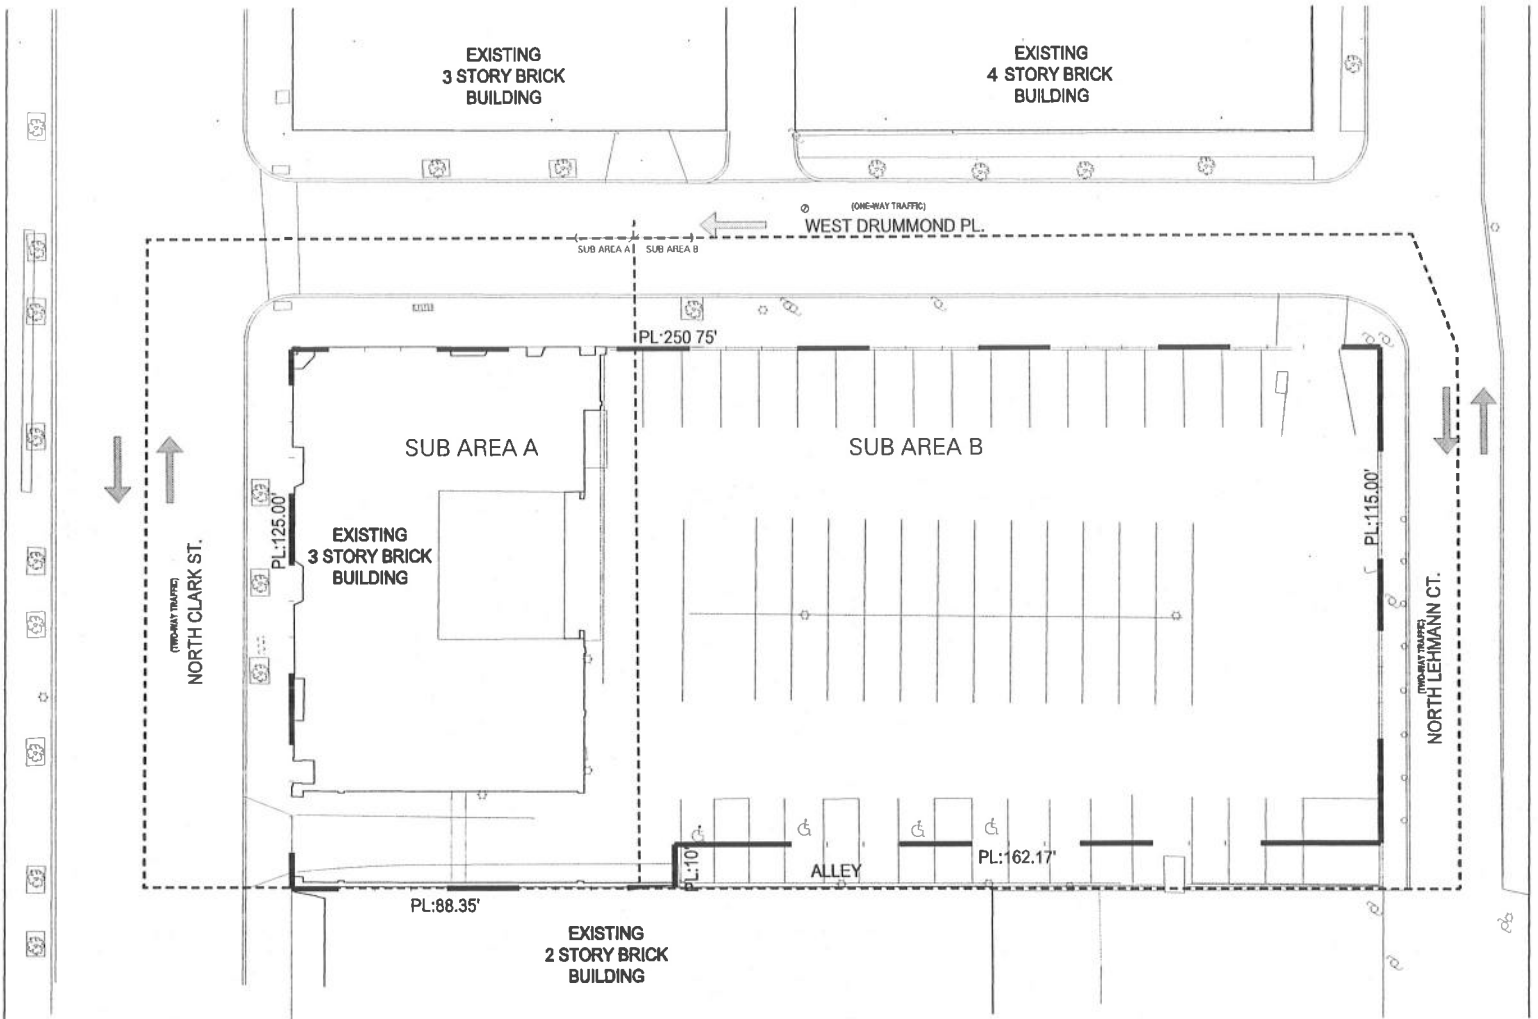 EXISTING
3 STORY BRICK
BUILDING
EXISTING
4 STORY BRICK
BUILDING
(ONE-WAY TRAFFIC)
WEST DRUMMOND PL.
SUB AREA A
SUB AREA B
PL:250 75'
SUB AREA A
SUB AREA B
PL:125.00'
PL:115.00'
EXISTING
3 STORY BRICK
BUILDING
(TWO-WAY TRAFFIC)
NORTH CLARK ST.
(TWO-WAY TRAFFIC)
NORTH LEHMANN CT.
PL:10'
ALLEY
PL:162.17'
PL:88.35'
EXISTING
2 STORY BRICK
BUILDING